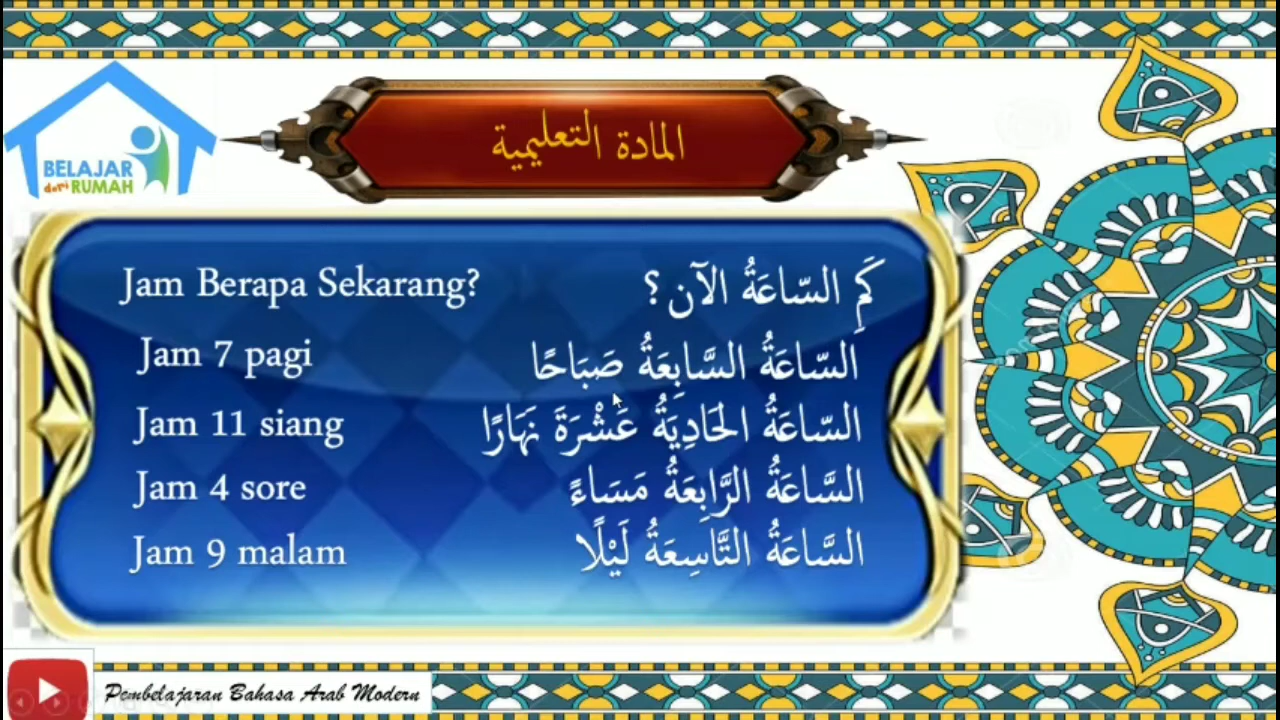 المادة التعليمية
BELAJAR
dari RUMAH
Jam Berapa Sekarang?
كَمِ السّاعَةُ الآن؟
Jam 7 pagi
السّاعَةُ السَّابِعَةُ صَبَاحًا
Jam 11 siang
السّاعَةُ الحَادِيَةُ عَشْرَةَ نَهَارًا
Jam 4 sore
السَّاعَةُ الرَّابِعَةُ مَسَاءً
Jam 9 malam
السَّاعَةُ التَّاسِعَةُ لَيْلًا
Pembelajaran Bahasa Arab Modern